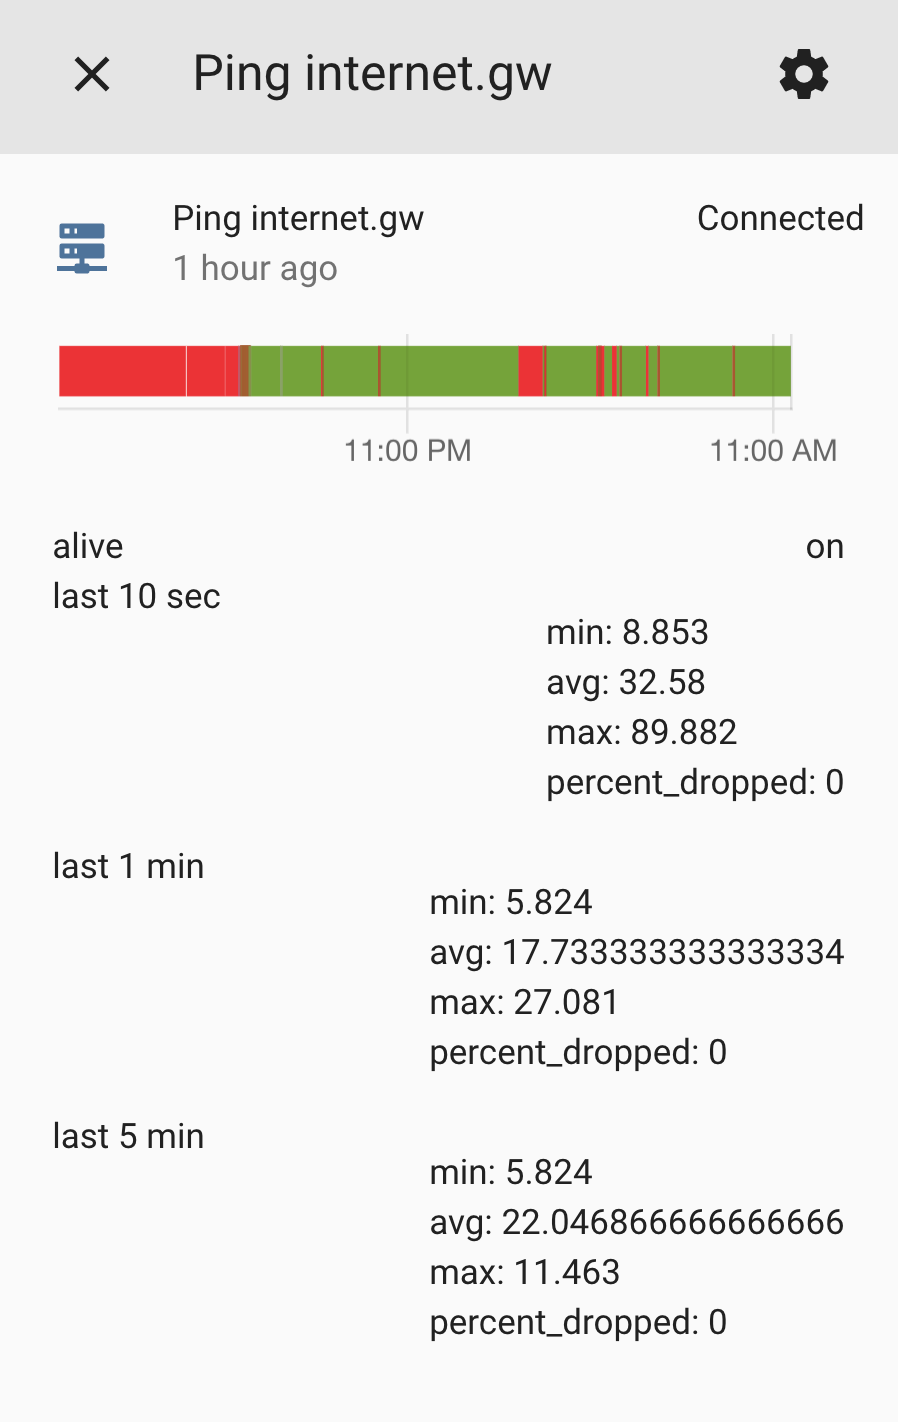 Ping internet.gw
Ping internet.gw Connected
1 hour ago
11:00 PM 11:00 AM
alive on
last 10 sec
min: 8.853
avg: 32.58
max: 89.882
percent_dropped: 0
last 1 min
min: 5.824
avg: 17.733333333333334
max: 27.081
percent_dropped: 0
last 5 min
min: 5.824
avg: 22.046866666666666
max: 11.463
percent_dropped: 0